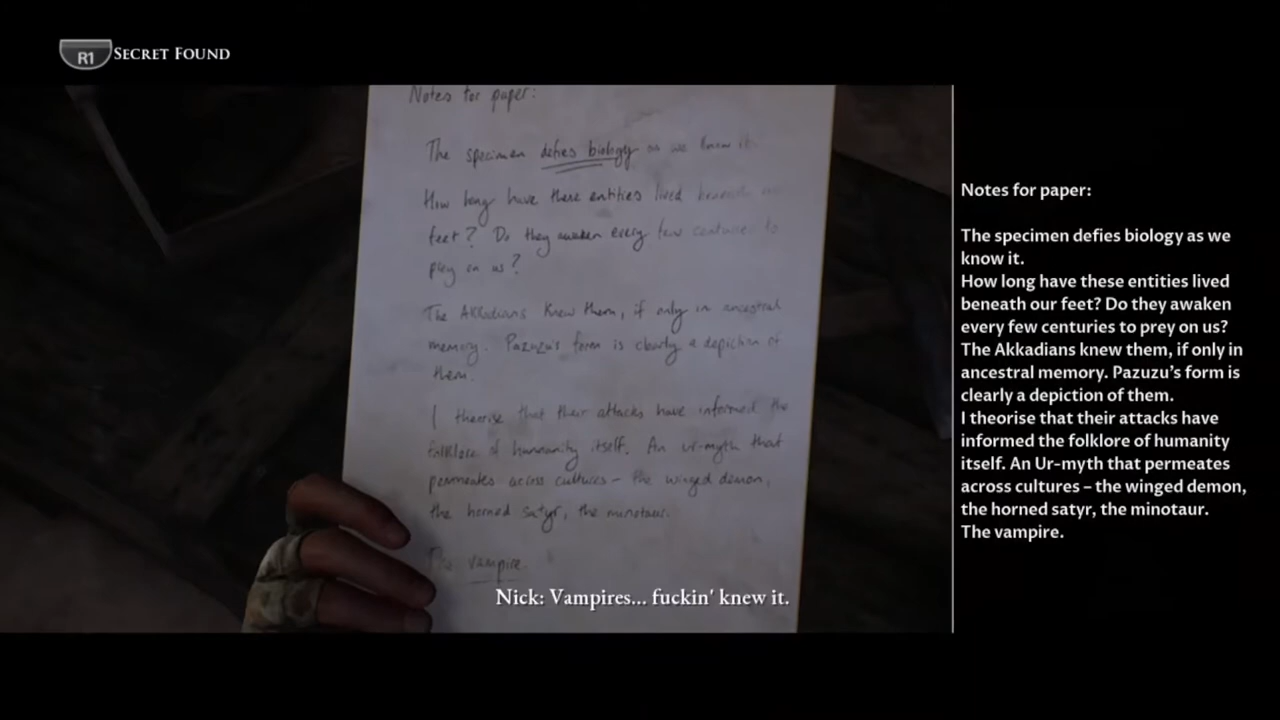 R1 SECRET FOUND
Notes for paper:
The specimen defies biology as we know it.
How long have these entities lived beneath our
feet? Do they awaken every few centuries to
prey on us?
The Akkadians knew them, if only in ancestral
memory. Pazuzu's form is clearly a depiction of
them.
I theorise that their attacks have informed the
folklore of humanity itself. An ur-myth that
permeates across cultures - the winged demon,
the horned satyr, the minotaur.
The vampire.
Nick: Vampires... fuckin' knew it.
Notes for paper:
The specimen defies biology as we
know it.
How long have these entities lived
beneath our feet? Do they awaken
every few centuries to prey on us?
The Akkadians knew them, if only in
ancestral memory. Pazuzu's form is
clearly a depiction of them.
I theorise that their attacks have
informed the folklore of humanity
itself. An Ur-myth that permeates
across cultures – the winged demon,
the horned satyr, the minotaur.
The vampire.